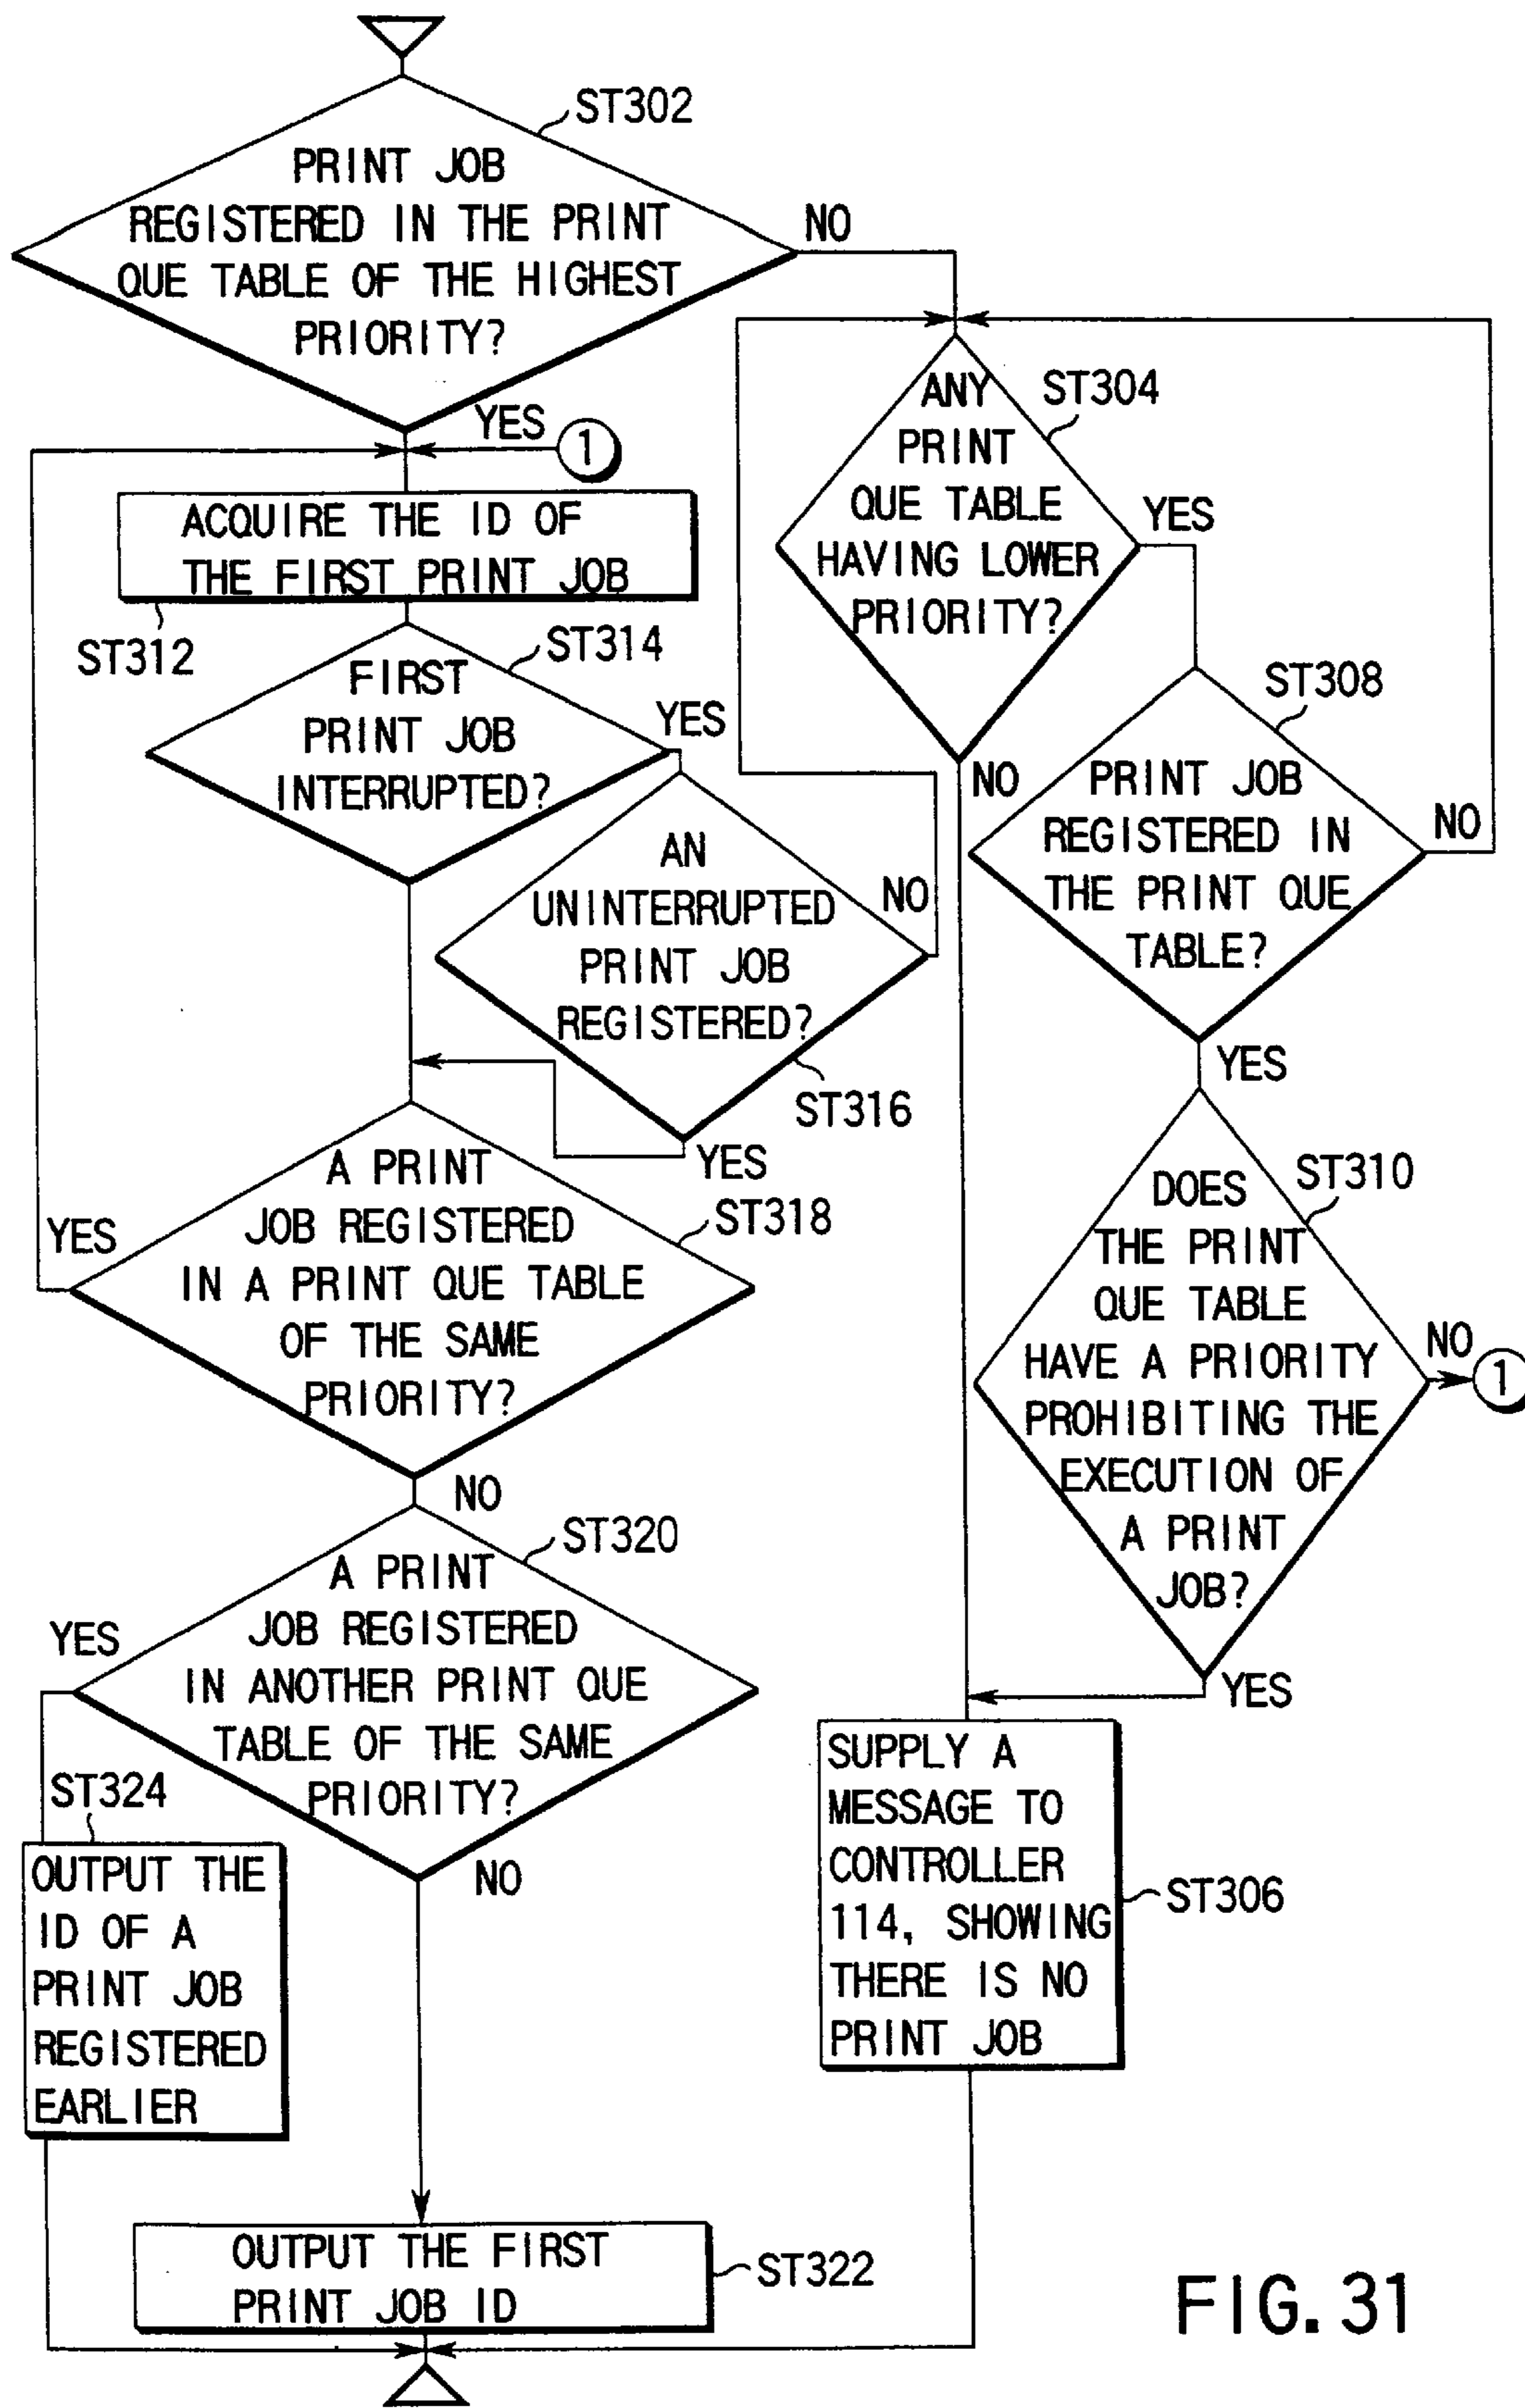 ST302
PRINT JOB
REGISTERED IN THE PRINT
QUE TABLE OF THE HIGHEST
PRIORITY?
NO
YES
1
ACQUIRE THE ID OF
THE FIRST PRINT JOB
ST312
ST314
FIRST
PRINT JOB
INTERRUPTED?
YES
AN
UNINTERRUPTED
PRINT JOB
REGISTERED?
NO
ST316
YES
A PRINT
JOB REGISTERED
IN A PRINT QUE TABLE
OF THE SAME
PRIORITY?
ST318
YES
NO
ST320
A PRINT
JOB REGISTERED
IN ANOTHER PRINT QUE
TABLE OF THE SAME
PRIORITY?
YES
NO
ST324
OUTPUT THE
ID OF A
PRINT JOB
REGISTERED
EARLIER
OUTPUT THE FIRST
PRINT JOB ID
ST322
ANY
PRINT
QUE TABLE
HAVING LOWER
PRIORITY?
ST304
YES
NO
ST308
PRINT JOB
REGISTERED IN
THE PRINT QUE
TABLE?
NO
YES
ST310
DOES
THE PRINT
QUE TABLE
HAVE A PRIORITY
PROHIBITING THE
EXECUTION OF
A PRINT
JOB?
NO
1
YES
SUPPLY A
MESSAGE TO
CONTROLLER
114, SHOWING
THERE IS NO
PRINT JOB
ST306
FIG. 31